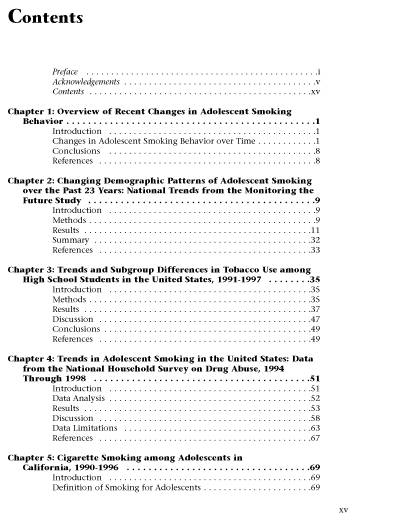 Contents
Preface . . . . . . . . . . . . . . . . . . . . . . . . . . . . . . . . . . . . . . . . . . . . . . .i
Acknowledgements . . . . . . . . . . . . . . . . . . . . . . . . . . . . . . . . . . . . . . .v
Contents . . . . . . . . . . . . . . . . . . . . . . . . . . . . . . . . . . . . . . . . . . . . .xv
Chapter 1: Overview of Recent Changes in Adolescent Smoking
Behavior . . . . . . . . . . . . . . . . . . . . . . . . . . . . . . . . . . . . . . . . . . . .1
Introduction . . . . . . . . . . . . . . . . . . . . . . . . . . . . . . . . . . . . . . . . . .1
Changes in Adolescent Smoking Behavior over Time . . . . . . . . . . . .1
Conclusions . . . . . . . . . . . . . . . . . . . . . . . . . . . . . . . . . . . . . . . . . .8
References . . . . . . . . . . . . . . . . . . . . . . . . . . . . . . . . . . . . . . . . . . .8
Chapter 2: Changing Demographic Patterns of Adolescent Smoking
over the Past 23 Years: National Trends from the Monitoring the
Future Study . . . . . . . . . . . . . . . . . . . . . . . . . . . . . . . . . . . . . . . .9
Introduction . . . . . . . . . . . . . . . . . . . . . . . . . . . . . . . . . . . . . . . . . .9
Methods . . . . . . . . . . . . . . . . . . . . . . . . . . . . . . . . . . . . . . . . . . . . .9
Results . . . . . . . . . . . . . . . . . . . . . . . . . . . . . . . . . . . . . . . . . . . . .11
Summary . . . . . . . . . . . . . . . . . . . . . . . . . . . . . . . . . . . . . . . . . . .32
References . . . . . . . . . . . . . . . . . . . . . . . . . . . . . . . . . . . . . . . . . .33
Chapter 3: Trends and Subgroup Differences in Tobacco Use among
High School Students in the United States, 1991-1997 . . . . . . . .35
Introduction . . . . . . . . . . . . . . . . . . . . . . . . . . . . . . . . . . . . . . . . .35
Methods . . . . . . . . . . . . . . . . . . . . . . . . . . . . . . . . . . . . . . . . . . . .35
Results . . . . . . . . . . . . . . . . . . . . . . . . . . . . . . . . . . . . . . . . . . . . .37
Discussion . . . . . . . . . . . . . . . . . . . . . . . . . . . . . . . . . . . . . . . . . .47
Conclusions . . . . . . . . . . . . . . . . . . . . . . . . . . . . . . . . . . . . . . . . .49
References . . . . . . . . . . . . . . . . . . . . . . . . . . . . . . . . . . . . . . . . . .49
Chapter 4: Trends in Adolescent Smoking in the United States: Data
from the National Household Survey on Drug Abuse, 1994
Through 1998 . . . . . . . . . . . . . . . . . . . . . . . . . . . . . . . . . . . . . .51
Introduction . . . . . . . . . . . . . . . . . . . . . . . . . . . . . . . . . . . . . . . . .51
Data Analysis . . . . . . . . . . . . . . . . . . . . . . . . . . . . . . . . . . . . . . . .52
Results . . . . . . . . . . . . . . . . . . . . . . . . . . . . . . . . . . . . . . . . . . . . .53
Discussion . . . . . . . . . . . . . . . . . . . . . . . . . . . . . . . . . . . . . . . . . .58
Data Limitations . . . . . . . . . . . . . . . . . . . . . . . . . . . . . . . . . . . . . .63
References . . . . . . . . . . . . . . . . . . . . . . . . . . . . . . . . . . . . . . . . . .67
Chapter 5: Cigarette Smoking among Adolescents in
California, 1990-1996 . . . . . . . . . . . . . . . . . . . . . . . . . . . . . . . . .69
Introduction . . . . . . . . . . . . . . . . . . . . . . . . . . . . . . . . . . . . . . . . .69
Definition of Smoking for Adolescents . . . . . . . . . . . . . . . . . . . . . .69
xv